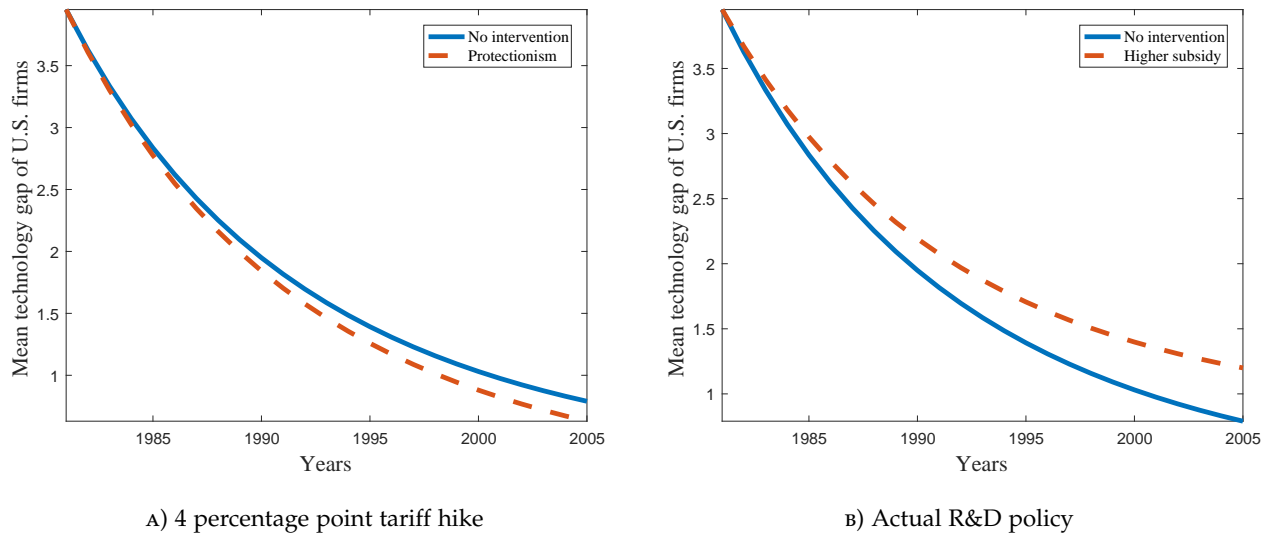 Mean technology gap of U.S. firms
3.5
3
2.5
2
1.5
1
No intervention
Protectionism
1985
1990
1995
2000
2005
Years
A) 4 percentage point tariff hike
Mean technology gap of U.S. firms
3.5
3
2.5
2
1.5
1
No intervention
Higher subsidy
1985
1990
1995
2000
2005
Years
B) Actual R&D policy